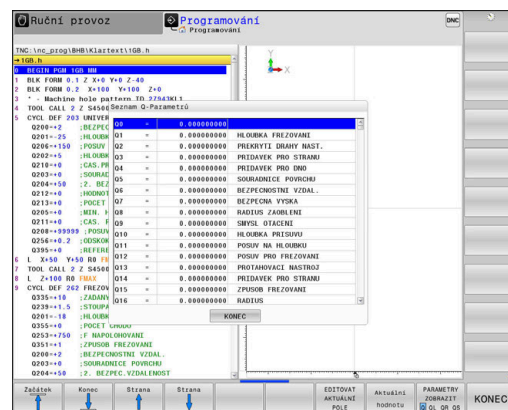 Ruční provoz
Programování
Programování
DNC
TNC:\nc_prog\BHB\Klartext\1GB.h
→1GB.h
0 BEGIN PGM 1GB MM
1 BLK FORM 0.1 Z X+0 Y+0 Z-40
2 BLK FORM 0.2 X+100 Y+100 Z+0
3 * - Machine hole pattern ID 27943KL1
4 TOOL CALL 2 Z S4500
5 CYCL DEF 203 UNIVER
Q200=+2 ;BEZPEC
Q201=-25 ;HLOUBK
Q206=+150 ;POSUV
Q202=+5 ;HLOUBK
Q210=+0 ;CAS.PR
Q203=+0 ;SOURAD
Q204=+50 ;2. BEZ
Q212=+0 ;HODNOT
Q213=+0 ;POCET
Q205=+0 ;MIN. H
Q211=+0 ;CAS. P
Q208=+99999 ;POSUV
Q256=+0.2 ;ODSKOK
Q395=+0 ;REFERE
6 L X+50 Y+50 R0 FM
7 TOOL CALL 2 Z S4500
8 L Z+100 R0 FMAX
9 CYCL DEF 262 FREZOV
Q335=+10 ;ZADANY
Q239=+1.5 ;STOUPA
Q201=-18 ;HLOUBK
Q355=+0 ;POCET CHODU
Q253=+750 ;F NAPOLOHOVANI
Q351=+1 ;ZPUSOB FREZOVANI
Q200=+2 ;BEZPECNOSTNI VZDAL.
Q203=+0 ;SOURADNICE POVRCHU
Q204=+50 ;2. BEZPEC.VZDALENOST
Y
X
Seznam Q-Parametrů
Q0 = 0.000000000
Q1 = 0.000000000 HLOUBKA FREZOVANI
Q2 = 0.000000000 PREKRYTI DRAHY NAST.
Q3 = 0.000000000 PRIDAVEK PRO STRANU
Q4 = 0.000000000 PRIDAVEK PRO DNO
Q5 = 0.000000000 SOURADNICE POVRCHU
Q6 = 0.000000000 BEZPECNOSTNI VZDAL.
Q7 = 0.000000000 BEZPECNA VYSKA
Q8 = 0.000000000 RADIUS ZAOBLENI
Q9 = 0.000000000 SMYSL OTACENI
Q10 = 0.000000000 HLOUBKA PRISUVU
Q11 = 0.000000000 POSUV NA HLOUBKU
Q12 = 0.000000000 POSUV PRO FREZOVANI
Q13 = 0.000000000 PROTAHOVACI NASTROJ
Q14 = 0.000000000 PRIDAVEK PRO STRANU
Q15 = 0.000000000 ZPUSOB FREZOVANI
Q16 = 0.000000000 RADIUS
KONEC
Začátek
Konec
Strana
Strana
EDITOVAT
AKTUÁLNÍ
POLE
Aktuální
hodnotu
PARAMETRY
ZOBRAZIT
Q QL QR QS
KONEC